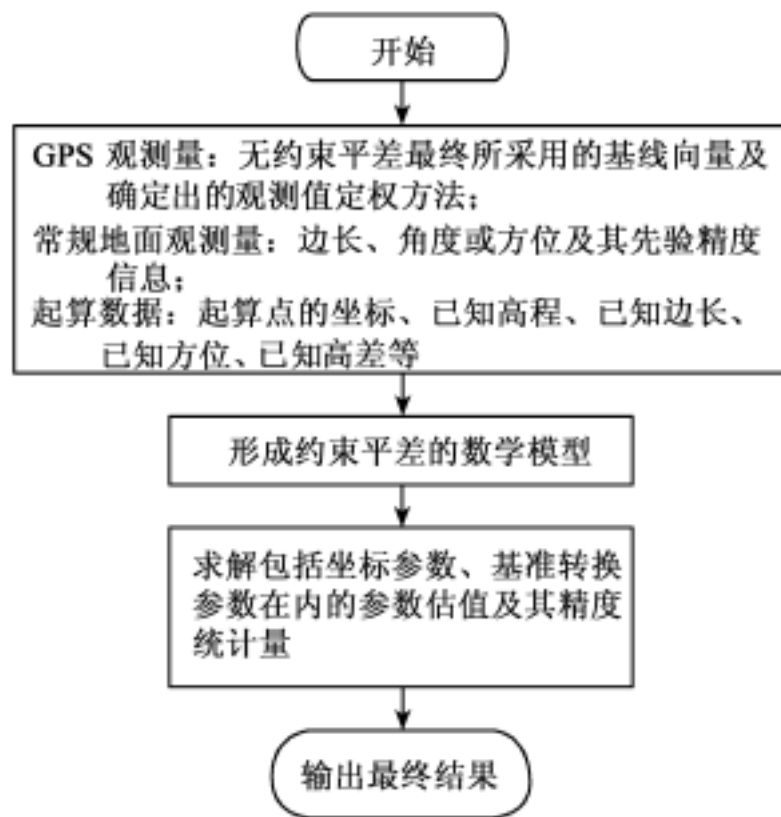 开始
GPS 观测量：无约束平差最终所采用的基线向量及
确定出的观测值定权方法；
常规地面观测量：边长、角度或方位及其先验精度
信息；
起算数据：起算点的坐标、已知高程、已知边长、
已知方位、已知高差等
形成约束平差的数学模型
求解包括坐标参数、基准转换
参数在内的参数估值及其精度
统计量
输出最终结果